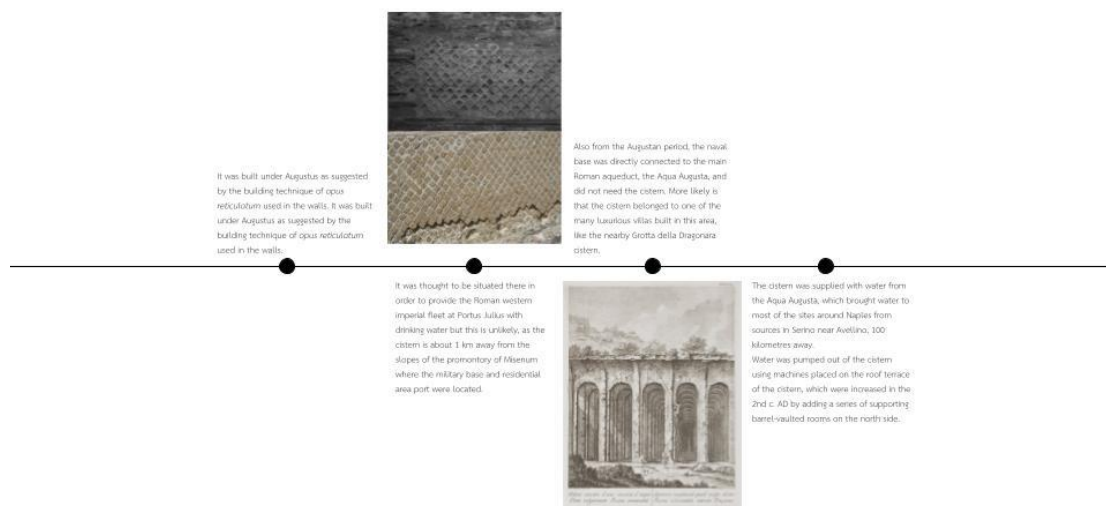 It was built under Augustus as suggested
by the building technique of opus
reticulatum used in the walls. It was built
under Augustus as suggested by the
building technique of opus reticulatum
used in the walls.
It was thought to be situated there in
order to provide the Roman western
imperial fleet at Portus Julius with
drinking water but this is unlikely, as the
cistern is about 1 km away from the
slopes of the promontory of Misenum
where the military base and residential
area port were located.
Also from the Augustan period, the naval
base was directly connected to the main
Roman aqueduct, the Aqua Augusta, and
did not need the cistern. More likely is
that the cistern belonged to one of the
many luxurious villas built in this area,
like the nearby Grotta della Dragonara
cistern.
The cistern was supplied with water from
the Aqua Augusta, which brought water to
most of the sites around Naples from
sources in Serino near Avellino, 100
kilometres away.
Water was pumped out of the cistern
using machines placed on the roof terrace
of the cistern, which were increased in the
2nd c. AD by adding a series of supporting
barrel-vaulted rooms on the north side.